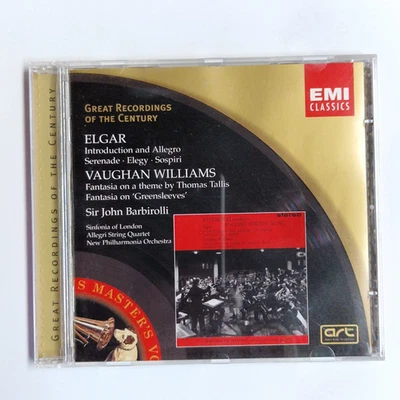 GREAT RECORDINGS OF THE CENTURY
GREAT RECORDINGS
OF THE CENTURY
EMI
CLASSICS
ELGAR
Introduction and Allegro
Serenade · Elegy · Sospiri
VAUGHAN WILLIAMS
Fantasia on a theme by Thomas Tallis
Fantasia on 'Greensleeves'
Sir John Barbirolli
Sinfonia of London
Allegri String Quartet
New Philharmonia Orchestra
stereo
S MASTER'S VO
art